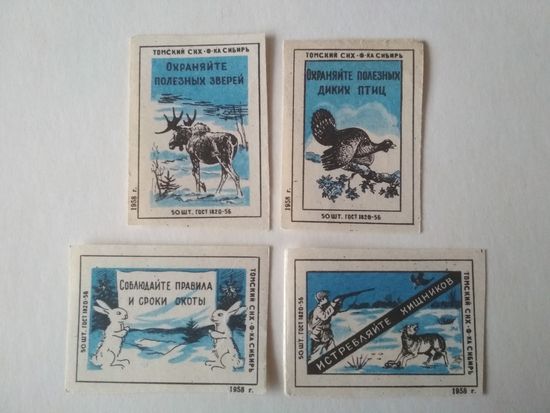 ТОМСКИЙ СНХ · Ф-КА СИБИРЬ
ОХРАНЯЙТЕ
ПОЛЕЗНЫХ ЗВЕРЕЙ
1958 г.
50 ШТ. ГОСТ 1820-56
ТОМСКИЙ СНХ · Ф-КА СИБИРЬ
ОХРАНЯЙТЕ ПОЛЕЗНЫХ
ДИКИХ ПТИЦ
1958 г.
50 ШТ. ГОСТ 1820-56
СОБЛЮДАЙТЕ ПРАВИЛА
И СРОКИ ОХОТЫ
50 ШТ. ГОСТ 1820-56
ТОМСКИЙ СНХ · Ф-КА СИБИРЬ
1958 г.
ИСТРЕБЛЯЙТЕ ХИЩНИКОВ
50 ШТ. ГОСТ 1820-56
ТОМСКИЙ СНХ · Ф-КА СИБИРЬ
1958 г.